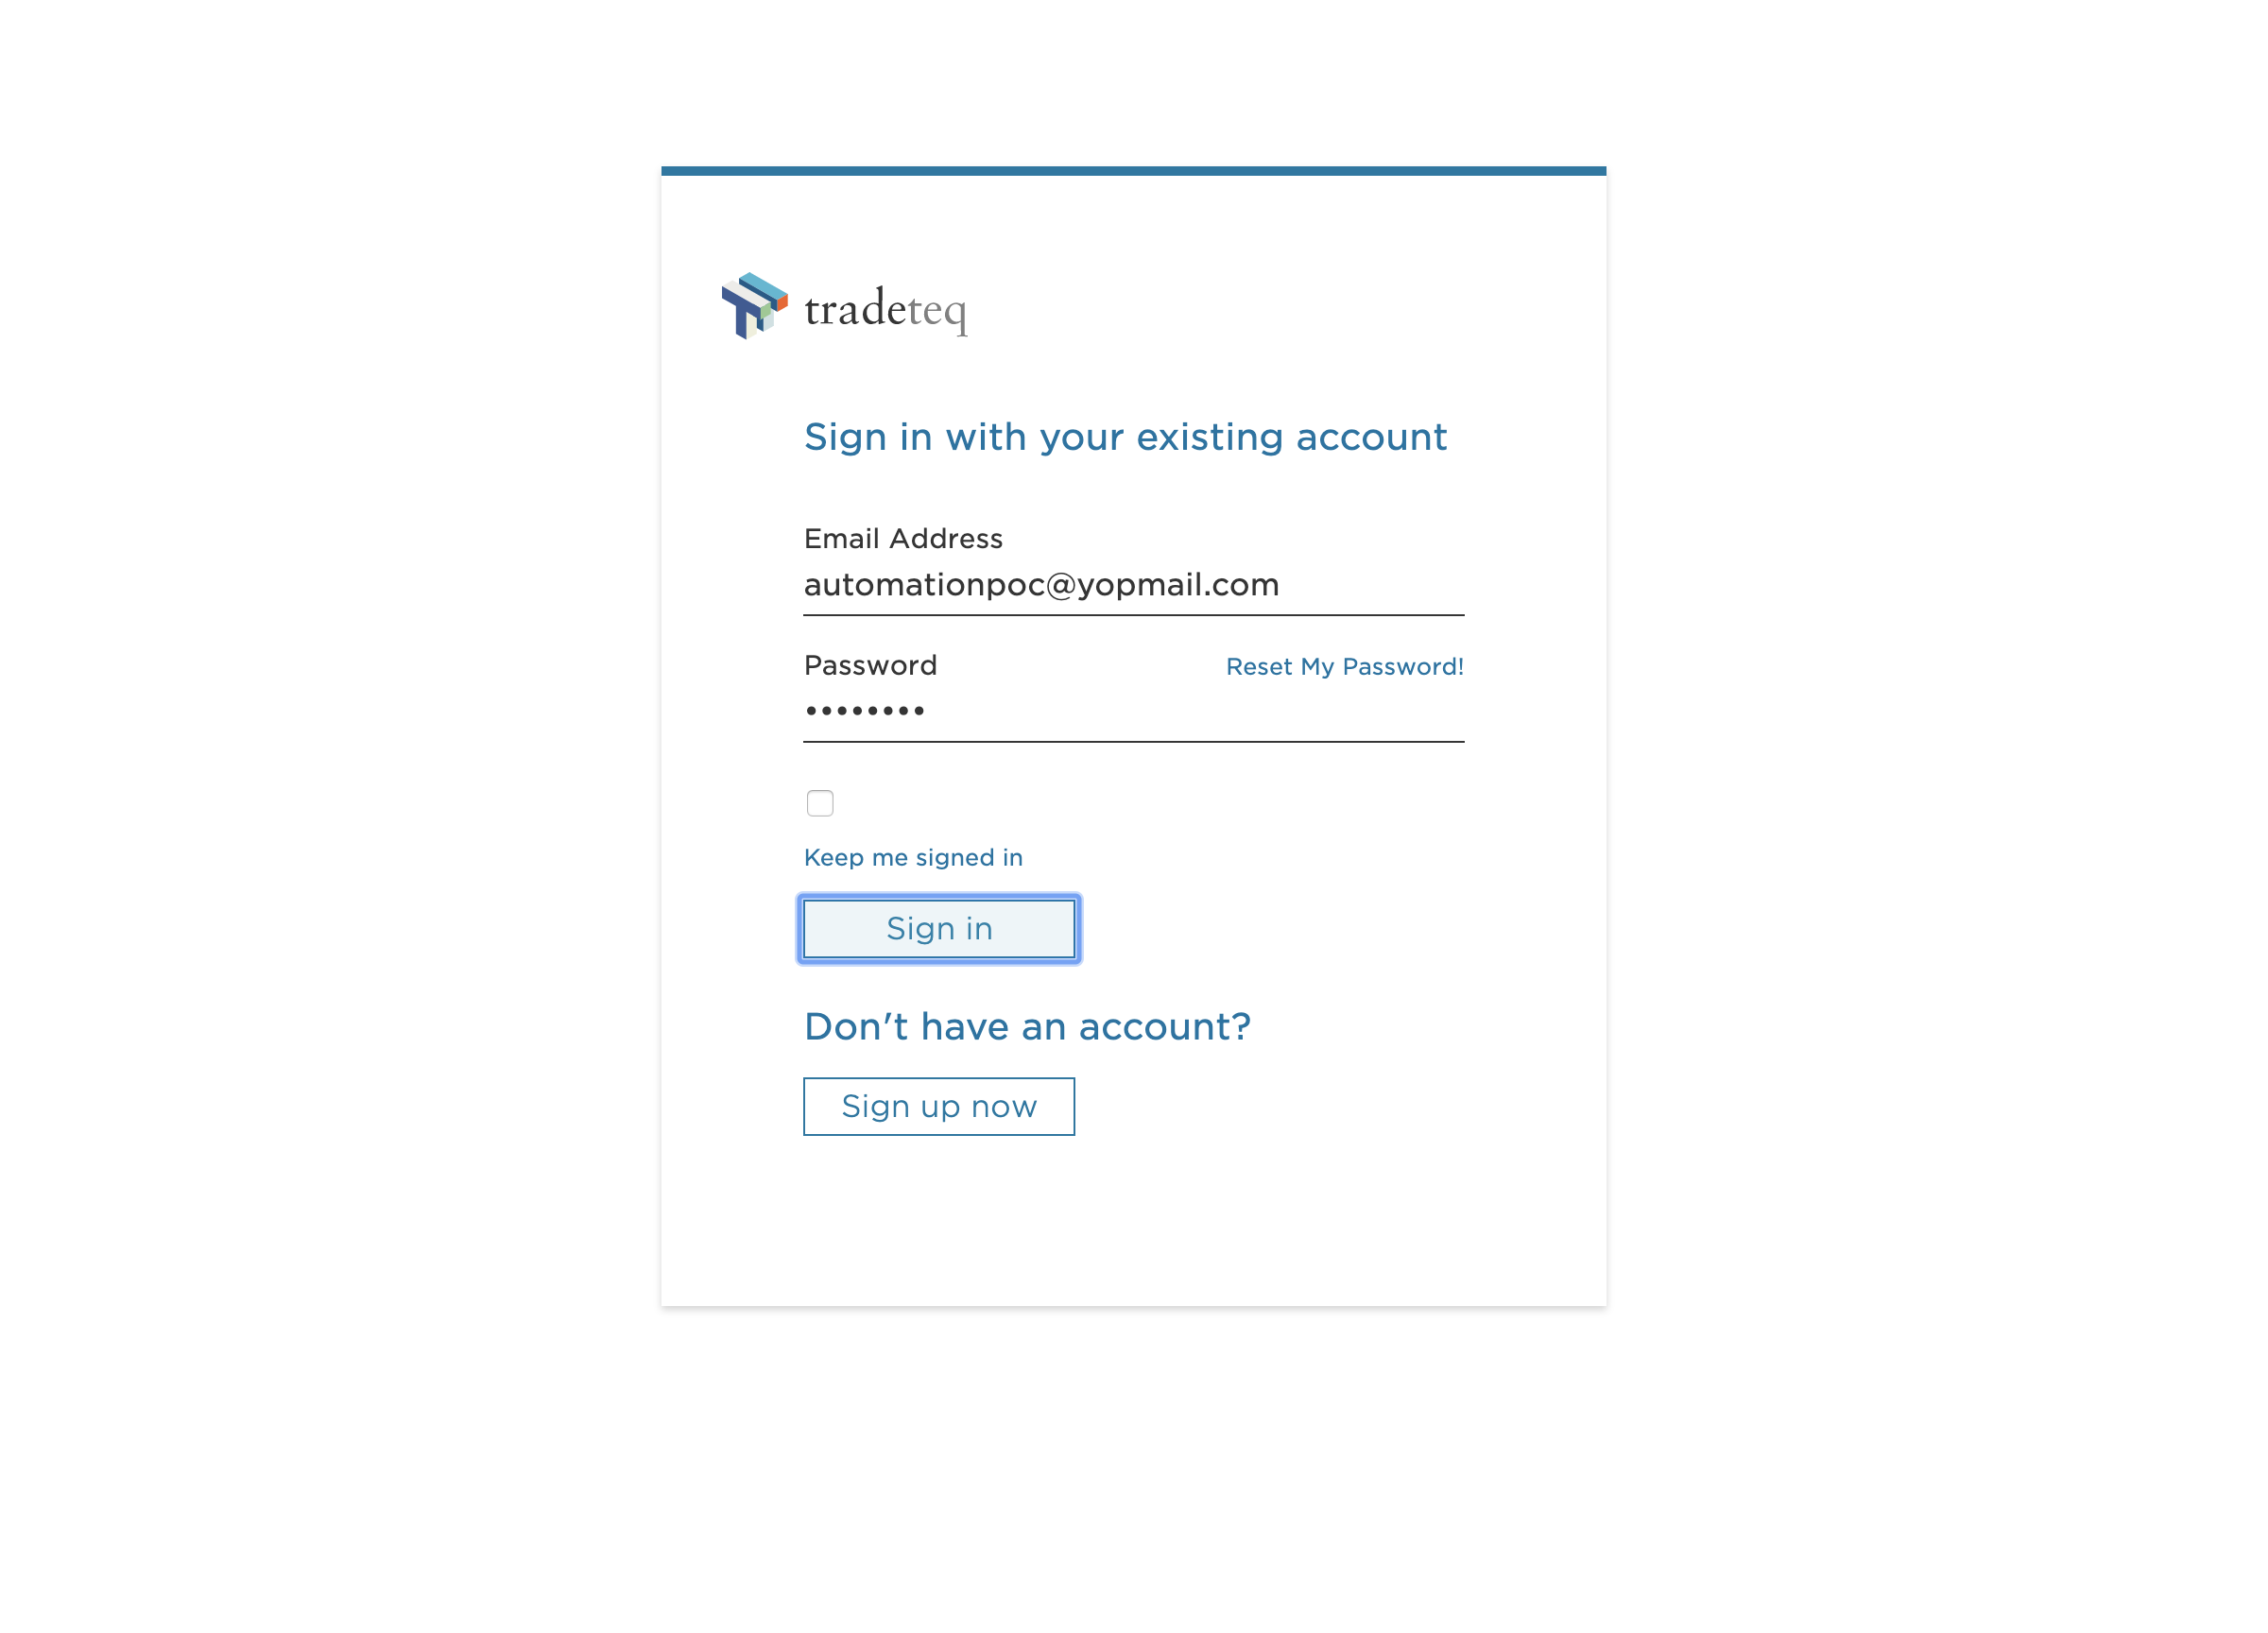 tradeteq
Sign in with your existing account
Email Address
automationpoc@yopmail.com
Password Reset My Password!
••••••••
Keep me signed in
Sign in
Don't have an account?
Sign up now